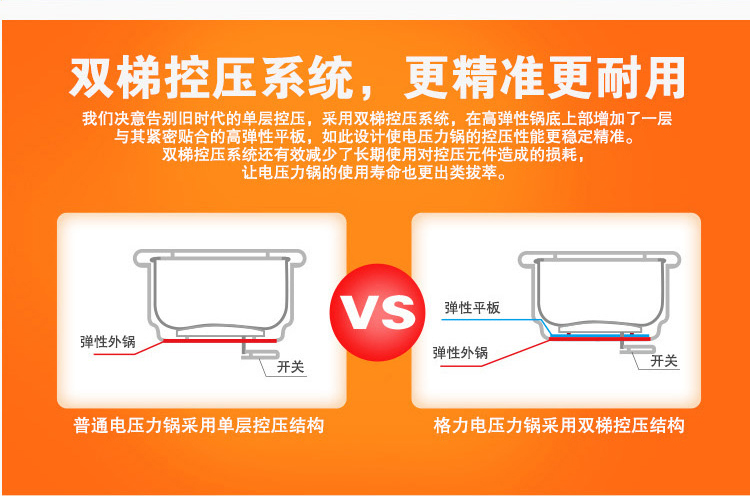 双梯控压系统，更精准更耐用
我们决意告别旧时代的单层控压，采用双梯控压系统，在高弹性锅底上部增加了一层
与其紧密贴合的高弹性平板，如此设计使电压力锅的控压性能更稳定精准。
双梯控压系统还有效减少了长期使用对控压元件造成的损耗，
让电压力锅的使用寿命也更出类拔萃。
弹性外锅
开关
VS
弹性平板
弹性外锅
开关
普通电压力锅采用单层控压结构
格力电压力锅采用双梯控压结构